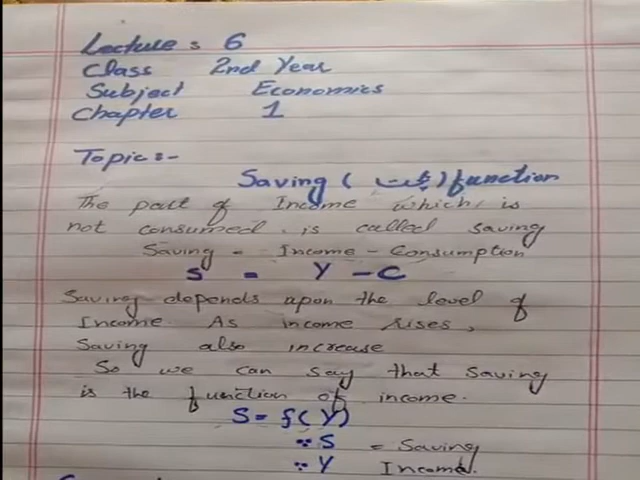 Lecture : 6
Class 2nd Year
Subject Economics
Chapter 1
Topic :-
Saving ( بچت ) function
The part of Income which is
not consumed. is called saving
Saving = Income - Consumption
S = Y - C
Saving depends upon the level of
Income. As income rises,
Saving also increase
So we can say that saving
is the function of income.
S = f(Y)
∵ S = Saving
∵ Y Income.